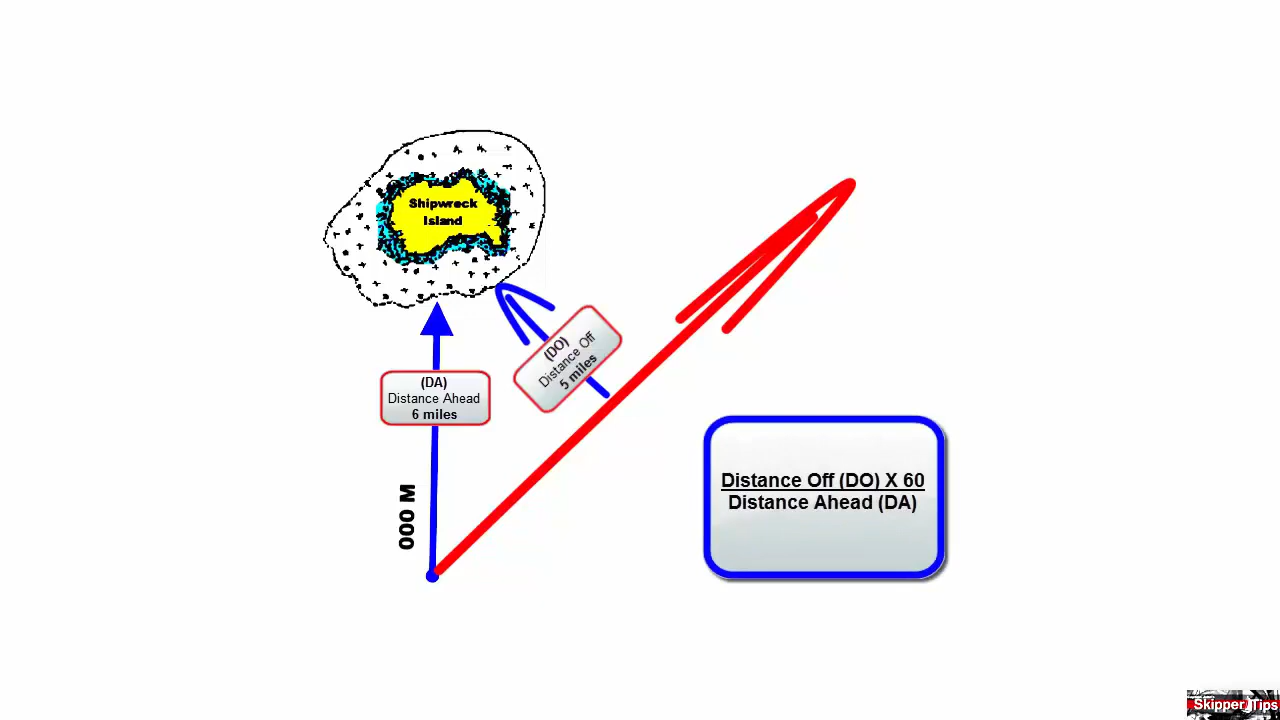 Shipwreck
Island
(DA)
Distance Ahead
6 miles
(DO)
Distance Off
5 miles
000 M
Distance Off (DO) X 60
Distance Ahead (DA)
Skipper Tips